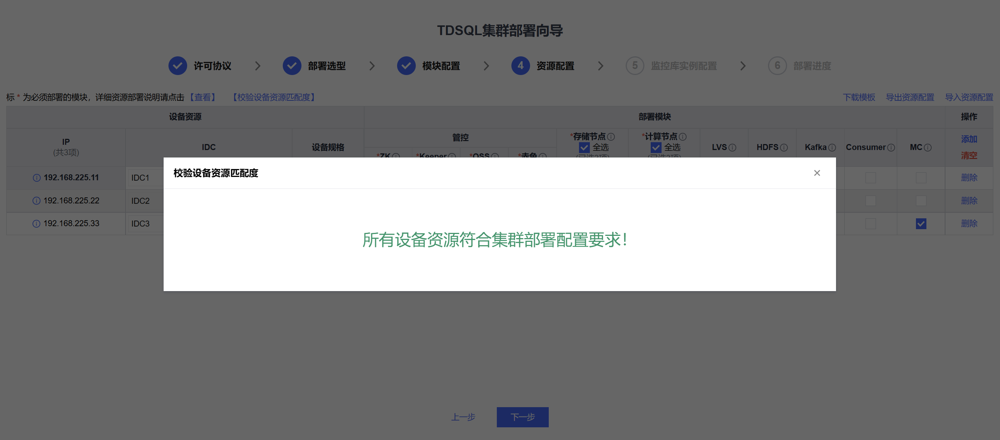 TDSQL集群部署向导
许可协议 部署选型 模块配置 4 资源配置 5 监控库实例配置 6 部署进度
标 * 为必须部署的模块，详细资源部署说明请点击【查看】 【校验设备资源匹配度】 下载模板 导出资源配置 导入资源配置
设备资源 部署模块 操作
IP (共3项) IDC 设备规格 管控 *存储节点 全选 *计算节点 全选 LVS HDFS Kafka Consumer MC 添加 清空
*ZK *Keeper *OSS *赤兔 (已选3项) (已选3项)
校验设备资源匹配度
192.168.225.11 IDC1 删除
192.168.225.22 IDC2 删除
192.168.225.33 IDC3 删除
所有设备资源符合集群部署配置要求！
上一步 下一步